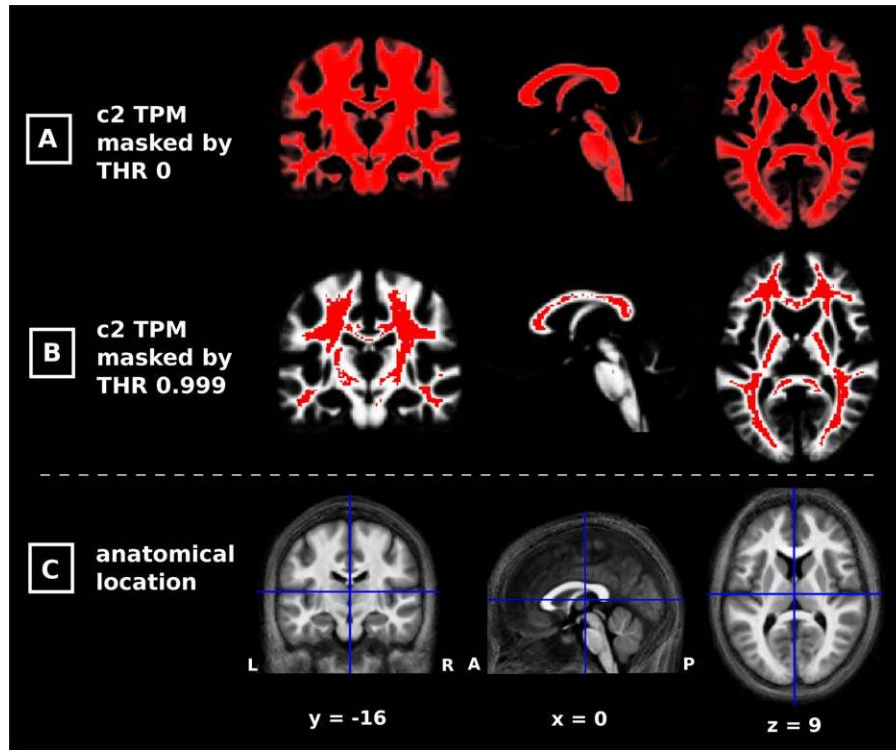 A
c2 TPM
masked by
THR 0
B
c2 TPM
masked by
THR 0.999
C
anatomical
location
L
R
A
P
y = -16
x = 0
z = 9